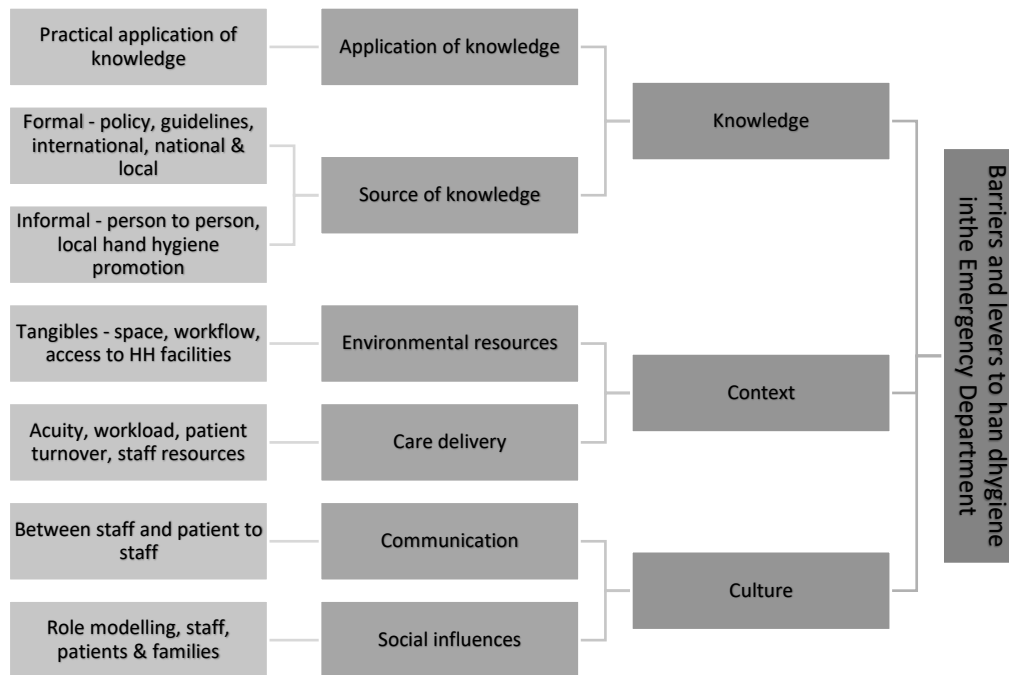 Practical application of
knowledge
Application of knowledge
Knowledge
Formal - policy, guidelines,
international, national &
local
Source of knowledge
Informal - person to person,
local hand hygiene
promotion
Tangibles - space, workflow,
access to HH facilities
Environmental resources
Context
Acuity, workload, patient
turnover, staff resources
Care delivery
Between staff and patient to
staff
Communication
Culture
Role modelling, staff,
patients & families
Social influences
Barriers and levers to han dhygiene
inthe Emergency Department